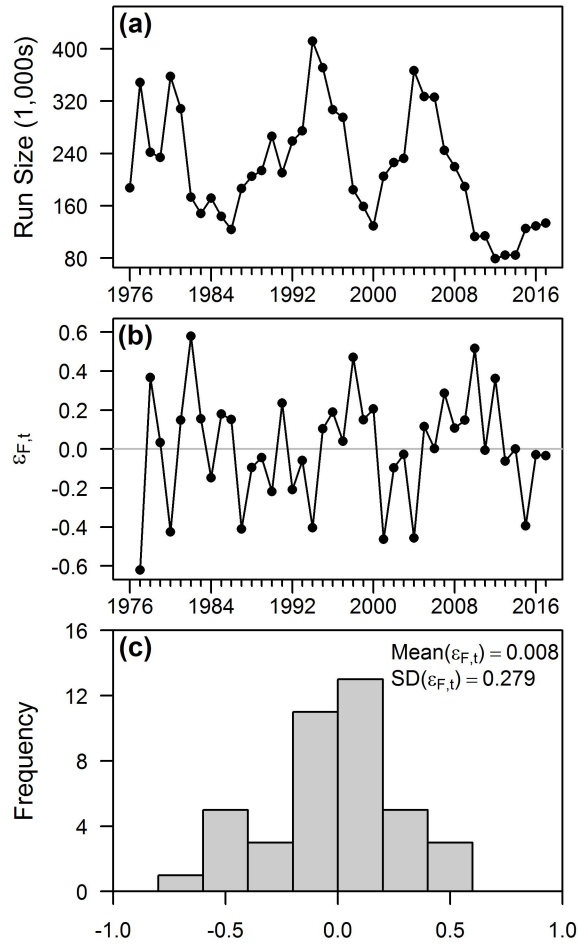 (a)
Run Size (1,000s)
400
320
240
160
80
1976 1984 1992 2000 2008 2016
(b)
εF,t
0.6
0.4
0.2
0.0
-0.2
-0.4
-0.6
1976 1984 1992 2000 2008 2016
(c)
Mean(εF,t) = 0.008
SD(εF,t) = 0.279
Frequency
16
12
8
4
0
-1.0 -0.5 0.0 0.5 1.0